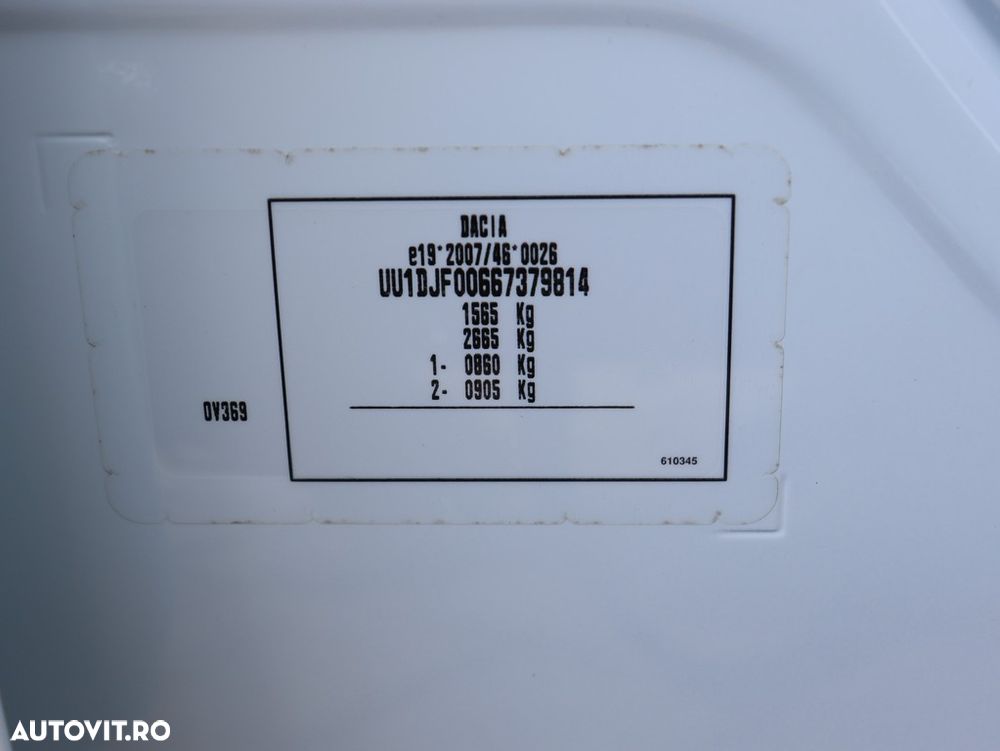 DACIA
e19*2007/46*0026
UU1DJF00667379814
1565 Kg
2665 Kg
1- 0860 Kg
2- 0905 Kg
0V369
610345
AUTOVIT.RO